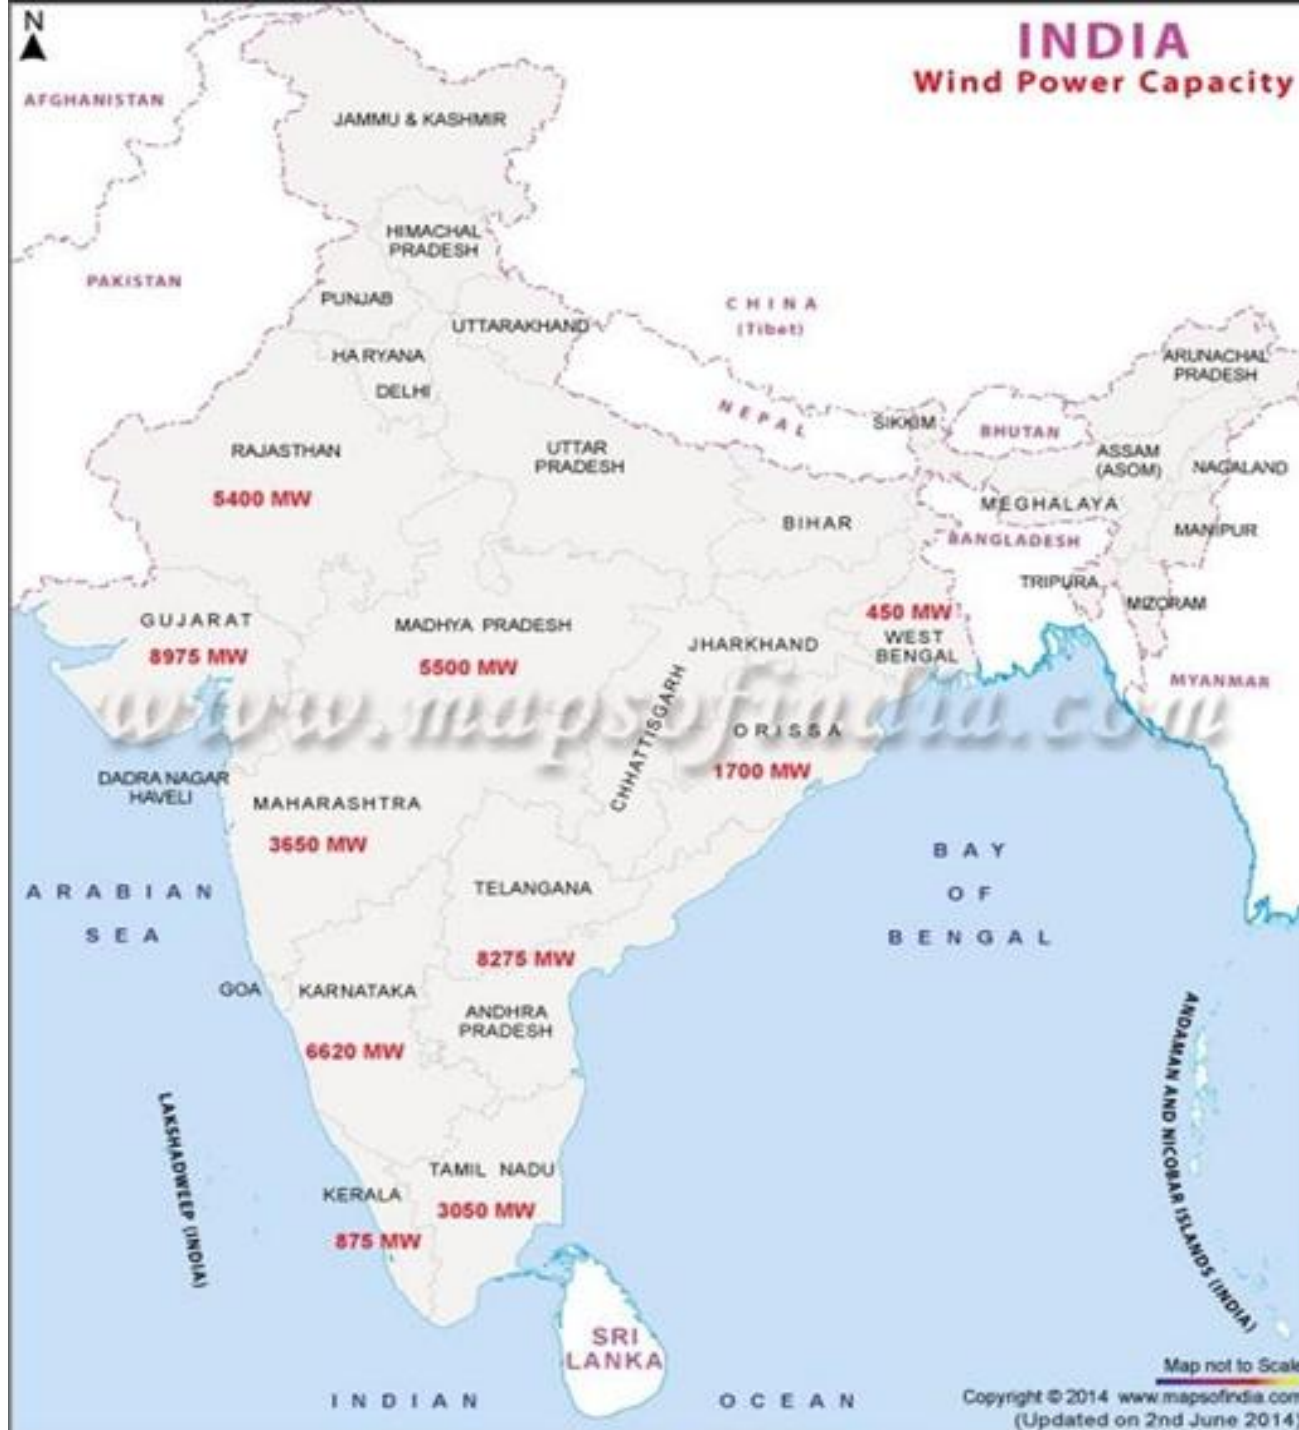 N
INDIA
Wind Power Capacity
AFGHANISTAN
JAMMU & KASHMIR
HIMACHAL
PRADESH
PAKISTAN
PUNJAB
CHINA
(Tibet)
UTTARAKHAND
HARYANA
DELHI
ARUNACHAL
PRADESH
NEPAL
SIKKIM
BHUTAN
RAJASTHAN
5400 MW
UTTAR
PRADESH
ASSAM
(ASOM)
NAGALAND
MEGHALAYA
BIHAR
MANIPUR
BANGLADESH
TRIPURA
MIZORAM
GUJARAT
8975 MW
MADHYA PRADESH
5500 MW
JHARKHAND
450 MW
WEST
BENGAL
MYANMAR
www.mapsofindia.com
CHHATTISGARH
ORISSA
1700 MW
DADRA NAGAR
HAVELI
MAHARASHTRA
3650 MW
BAY
OF
BENGAL
ARABIAN
SEA
TELANGANA
8275 MW
GOA
KARNATAKA
6620 MW
ANDHRA
PRADESH
ANDAMAN AND NICOBAR ISLANDS (INDIA)
LAKSHADWEEP (INDIA)
TAMIL NADU
3050 MW
KERALA
875 MW
SRI
LANKA
INDIAN OCEAN
Map not to Scale
Copyright © 2014 www.mapsofindia.com
(Updated on 2nd June 2014)